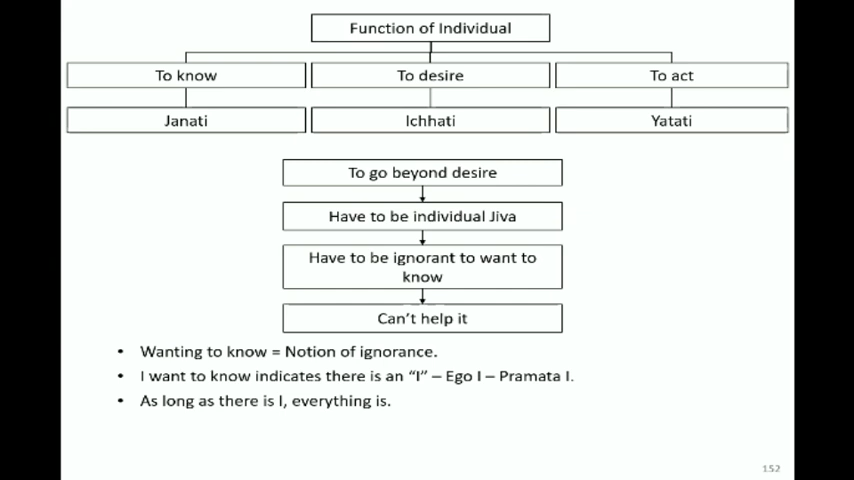 Function of Individual
To know
To desire
To act
Janati
Ichhati
Yatati
To go beyond desire
Have to be individual Jiva
Have to be ignorant to want to
know
Can't help it
• Wanting to know = Notion of ignorance.
• I want to know indicates there is an “I” – Ego I – Pramata I.
• As long as there is I, everything is.
152